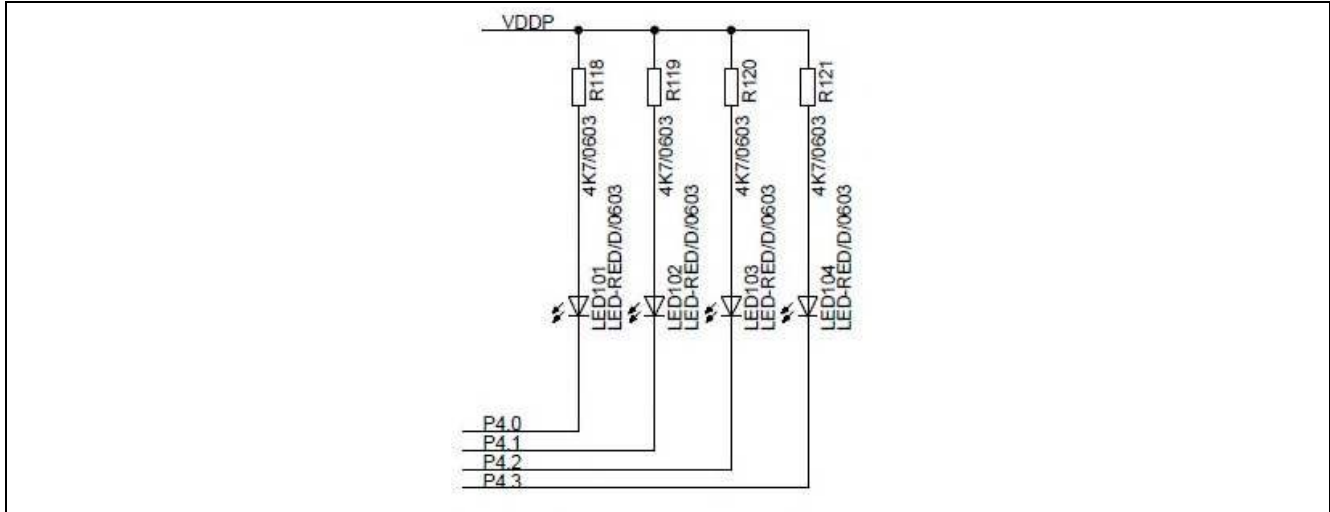 VDDP
R118
4K7/0603
R119
4K7/0603
R120
4K7/0603
R121
4K7/0603
LED101
LED-RED/D/0603
LED102
LED-RED/D/0603
LED103
LED-RED/D/0603
LED104
LED-RED/D/0603
P4.0
P4.1
P4.2
P4.3